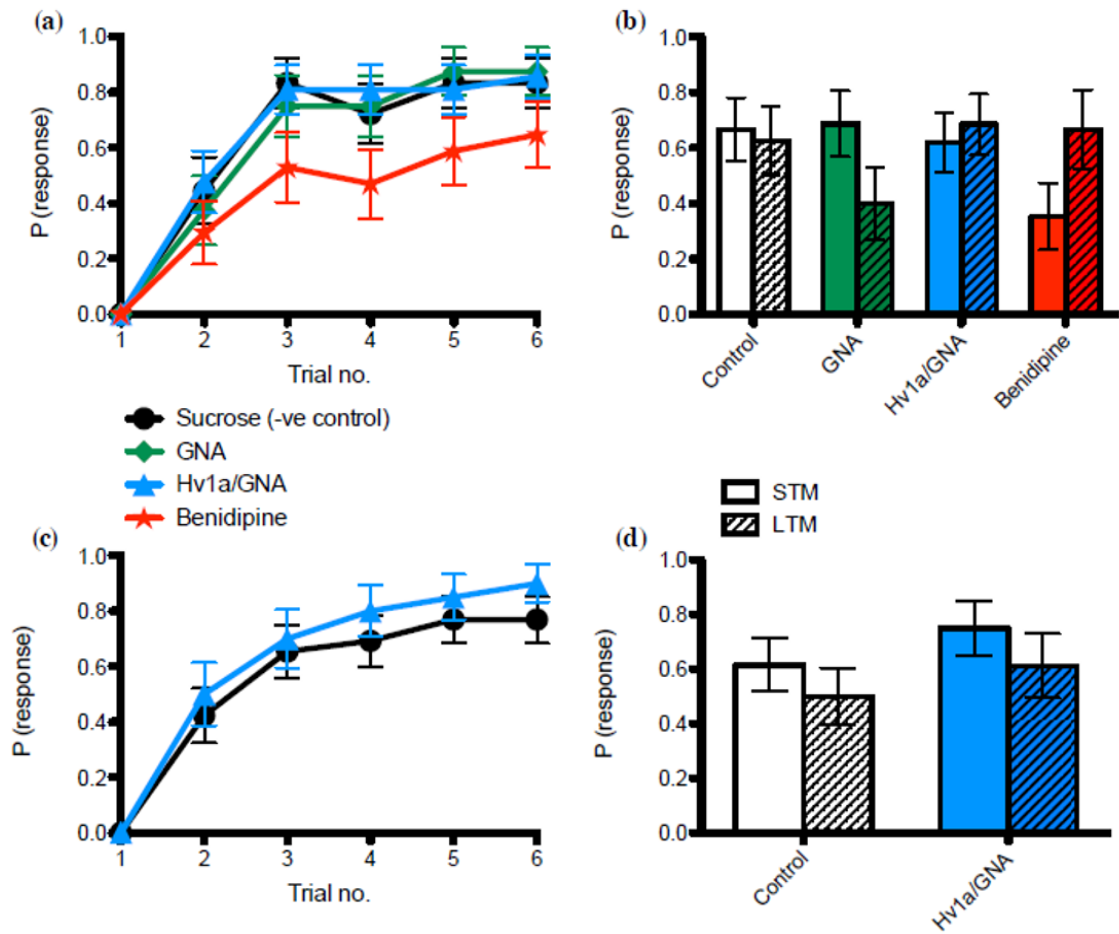 (a)
P (response)
1.0
0.8
0.6
0.4
0.2
0.0
1 2 3 4 5 6
Trial no.
(b)
P (response)
1.0
0.8
0.6
0.4
0.2
0.0
Control
GNA
Hv1a/GNA
Benidipine
Sucrose (-ve control)
GNA
Hv1a/GNA
Benidipine
STM
LTM
(c)
P (response)
1.0
0.8
0.6
0.4
0.2
0.0
1 2 3 4 5 6
Trial no.
(d)
P (response)
1.0
0.8
0.6
0.4
0.2
0.0
Control
Hv1a/GNA